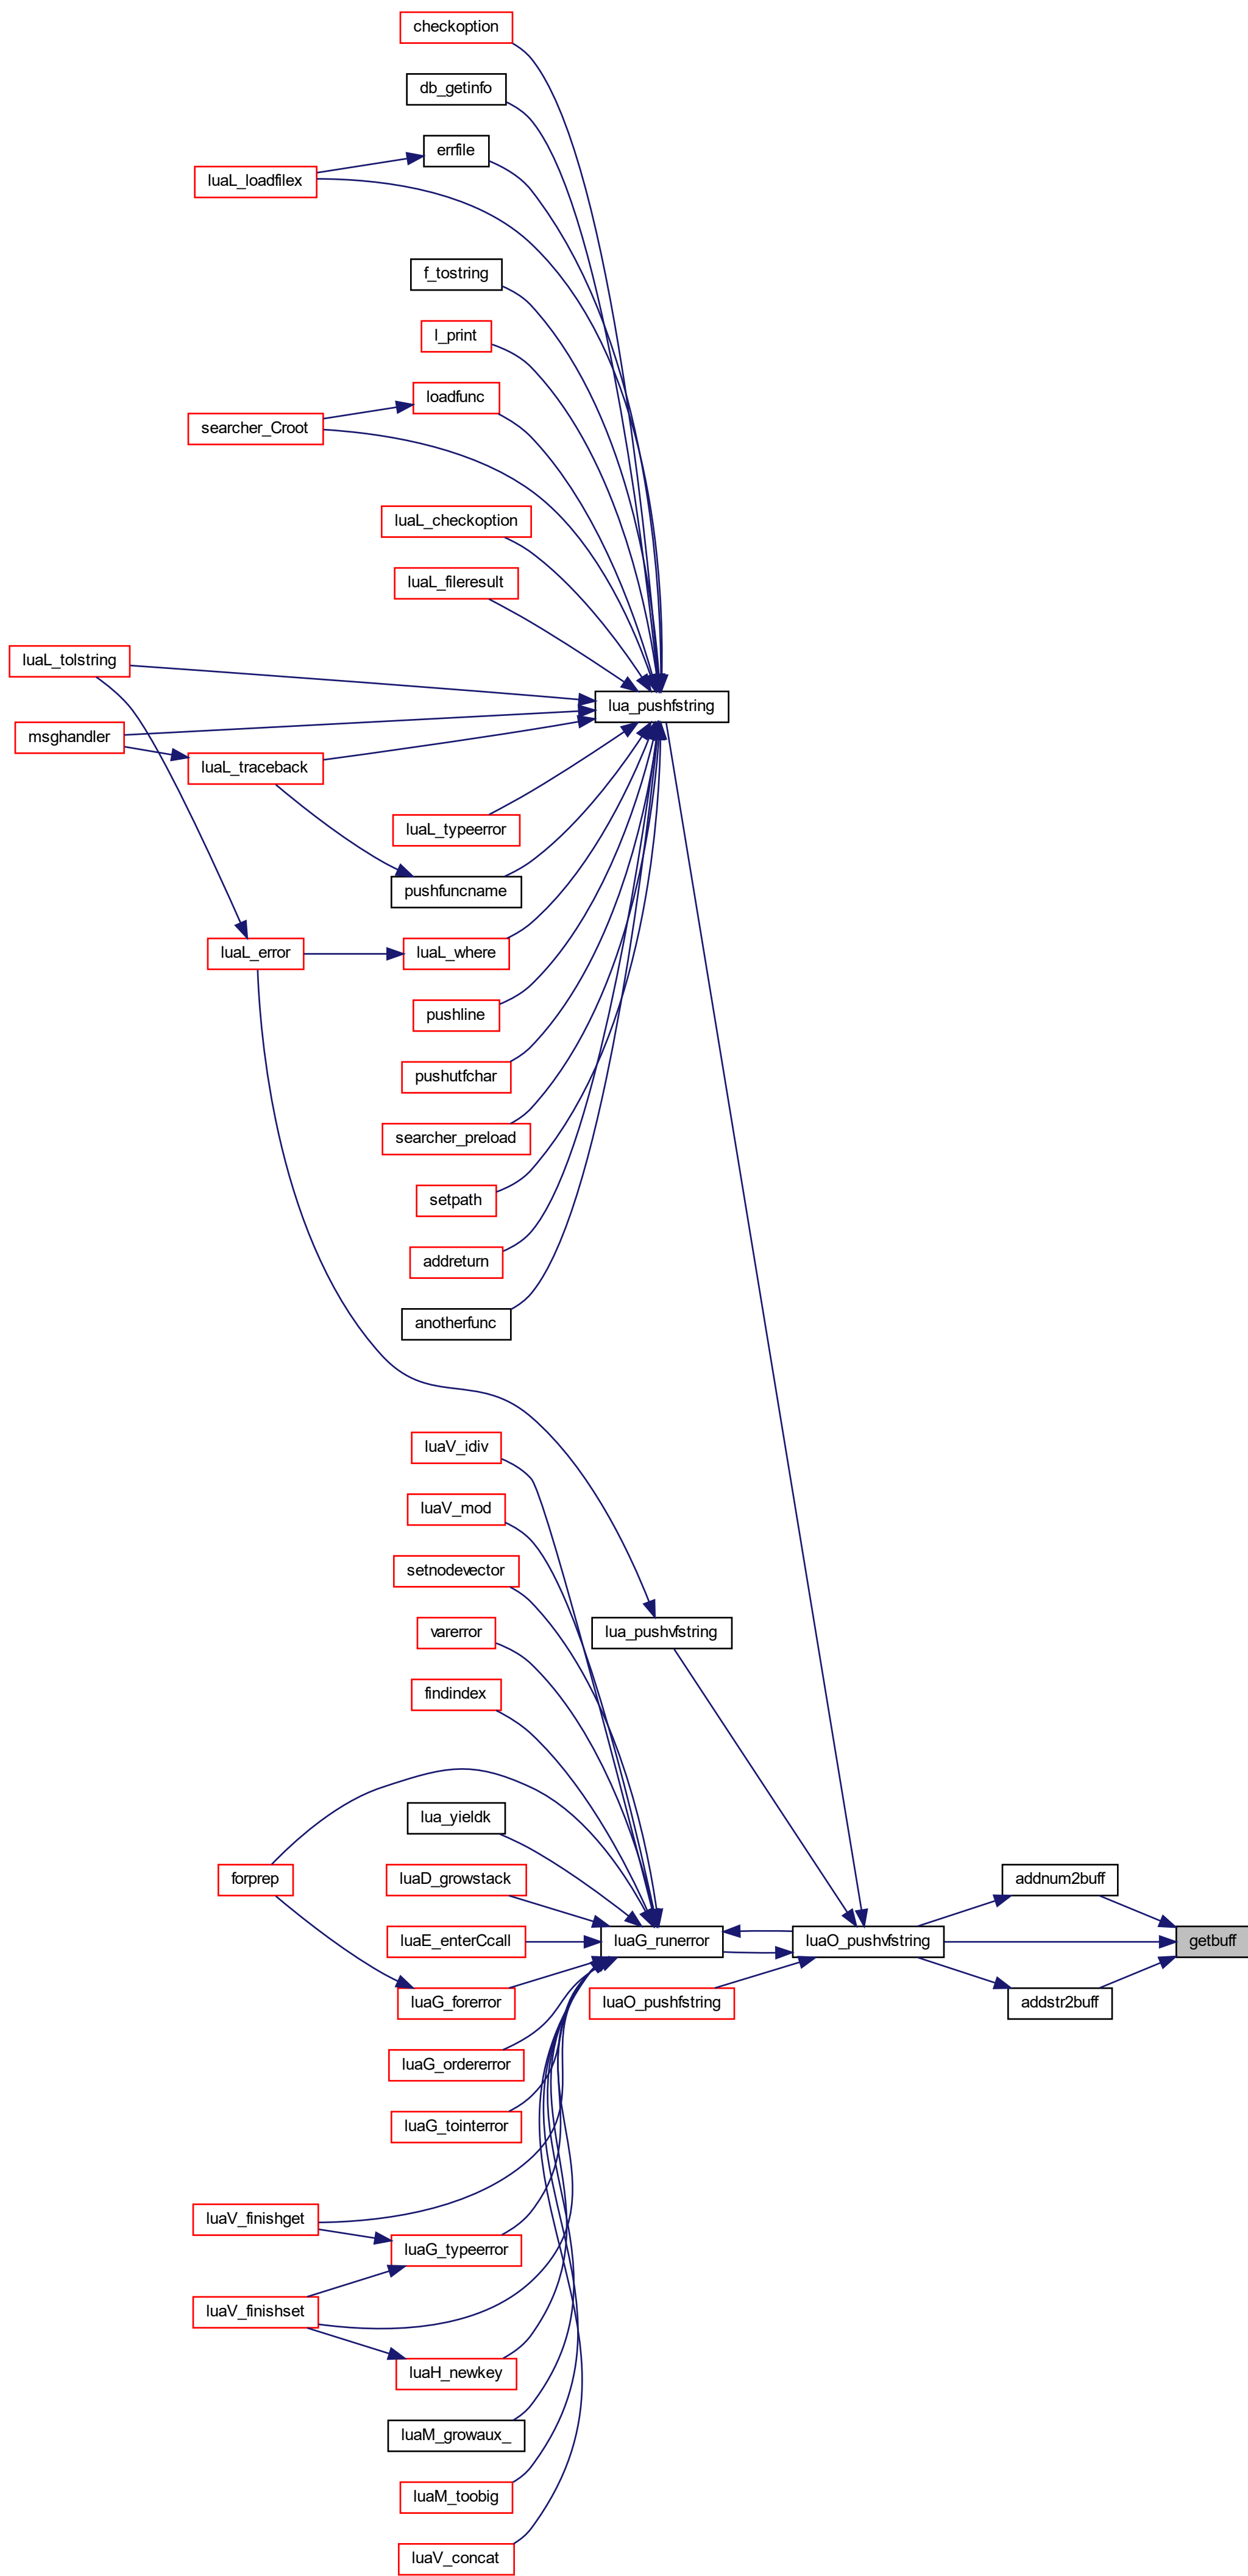 checkoption
db_getinfo
errfile
luaL_loadfilex
f_tostring
l_print
loadfunc
searcher_Croot
luaL_checkoption
luaL_fileresult
luaL_tolstring
lua_pushfstring
msghandler
luaL_traceback
luaL_typeerror
pushfuncname
luaL_error
luaL_where
pushline
pushutfchar
searcher_preload
setpath
addreturn
anotherfunc
luaV_idiv
luaV_mod
setnodevector
varerror
lua_pushvfstring
findindex
lua_yieldk
forprep
luaD_growstack
addnum2buff
luaE_enterCcall
luaG_runerror
luaO_pushvfstring
getbuff
luaG_forerror
luaO_pushfstring
addstr2buff
luaG_ordererror
luaG_tointerror
luaV_finishget
luaG_typeerror
luaV_finishset
luaH_newkey
luaM_growaux_
luaM_toobig
luaV_concat